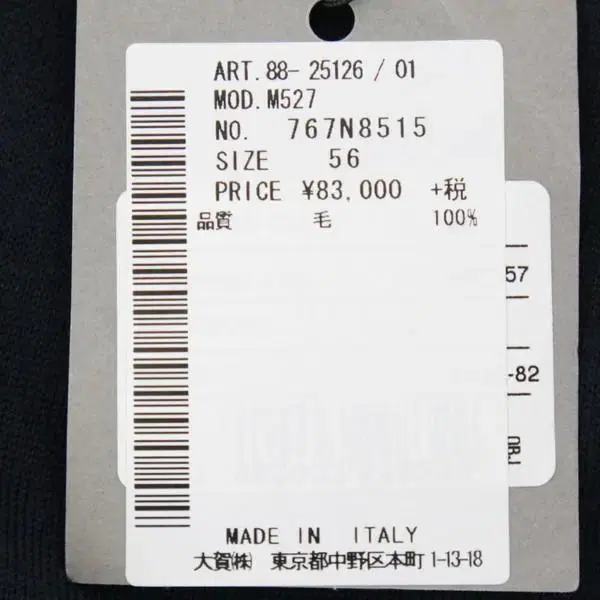 ART. 88- 25126 / 01
MOD. M527
NO. 767N8515
SIZE 56
PRICE ¥83,000 +税
品質 毛 100%
57
-82
MADE IN ITALY
大賀㈱ 東京都中野区本町 1-13-18